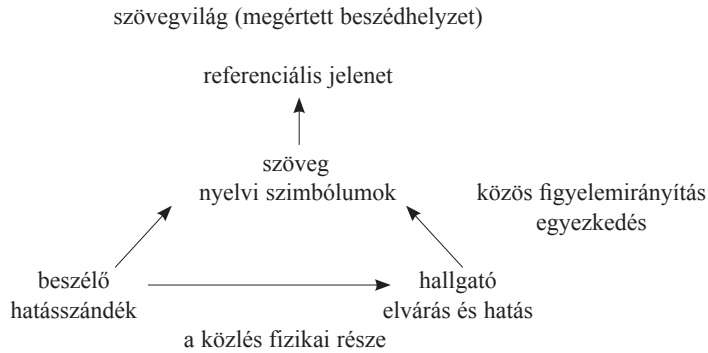 szövegvilág (megértett beszédhelyzet)
referenciális jelenet
szöveg
nyelvi szimbólumok
közös figyelemirányítás
egyezkedés
beszélő
hatásszándék
hallgató
elvárás és hatás
a közlés fizikai része